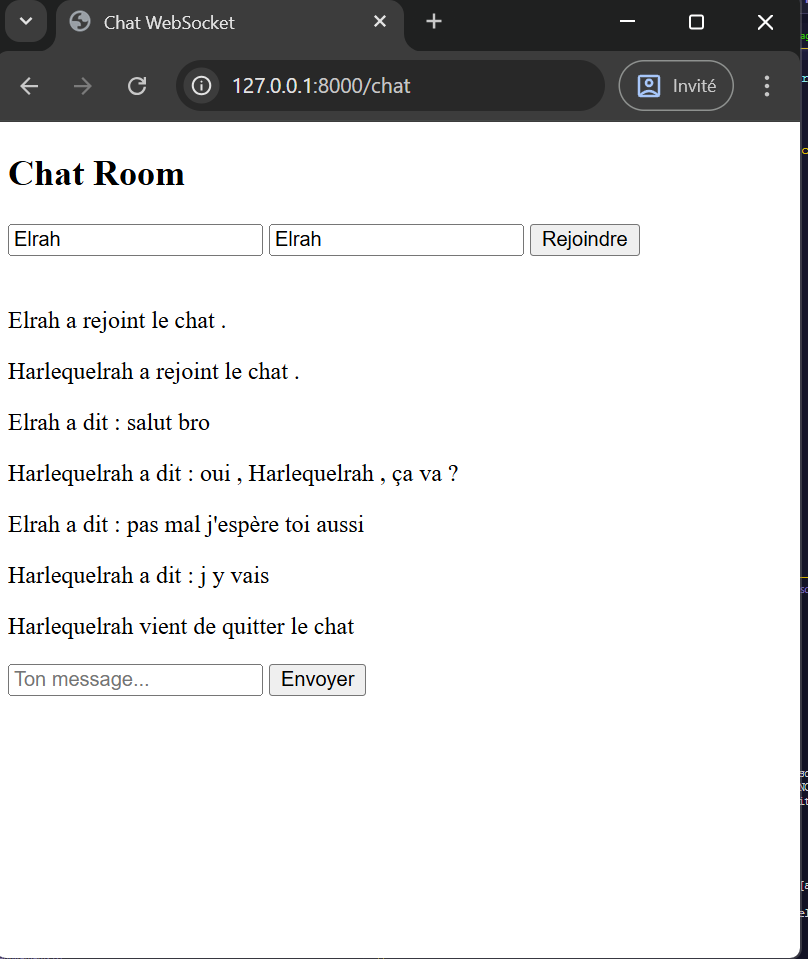 Chat WebSocket
127.0.0.1:8000/chat
Invité
Chat Room
Elrah Elrah Rejoindre
Elrah a rejoint le chat .
Harlequelrah a rejoint le chat .
Elrah a dit : salut bro
Harlequelrah a dit : oui , Harlequelrah , ça va ?
Elrah a dit : pas mal j'espère toi aussi
Harlequelrah a dit : j y vais
Harlequelrah vient de quitter le chat
Ton message... Envoyer